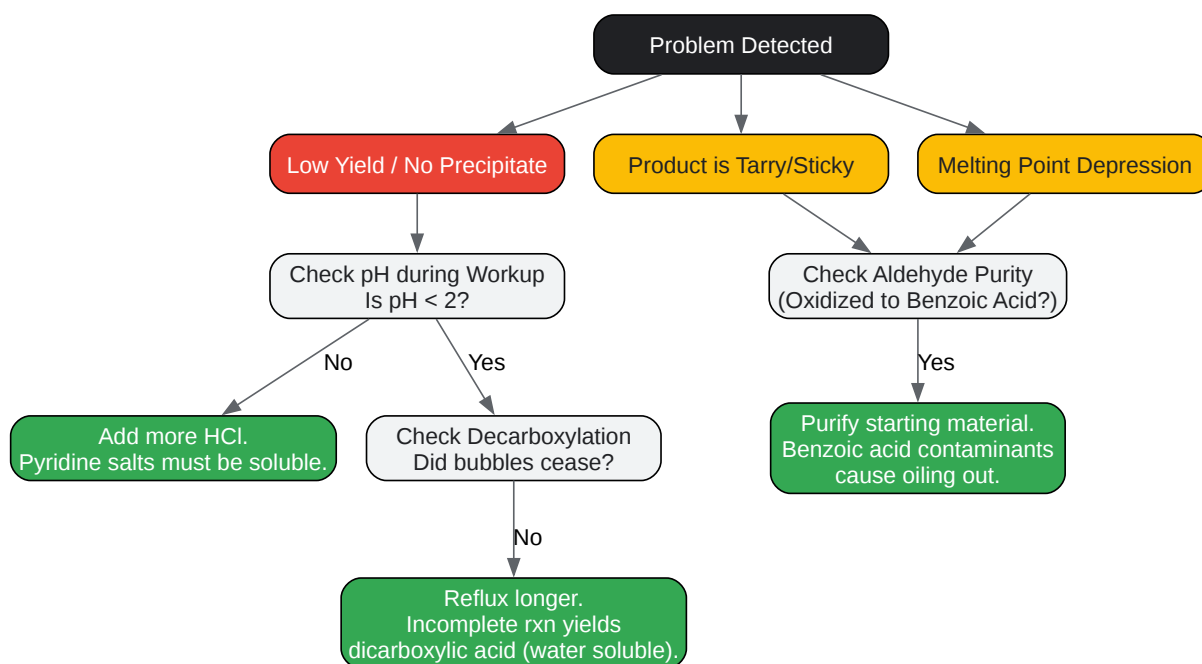 Problem Detected
Low Yield / No Precipitate
Product is Tarry/Sticky
Melting Point Depression
Check pH during Workup
Is pH < 2?
Check Aldehyde Purity
(Oxidized to Benzoic Acid?)
No
Yes
Yes
Add more HCl.
Pyridine salts must be soluble.
Check Decarboxylation
Did bubbles cease?
Purify starting material.
Benzoic acid contaminants
cause oiling out.
No
Reflux longer.
Incomplete rxn yields
dicarboxylic acid (water soluble).